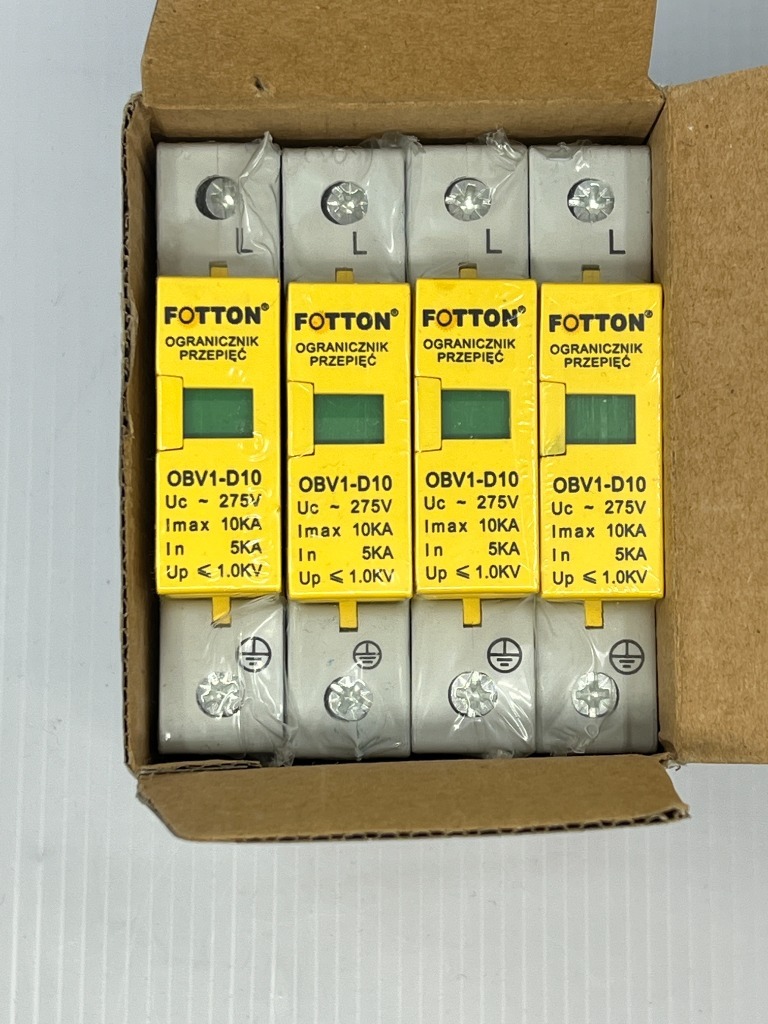 L
FOTTON®
OGRANICZNIK
PRZEPIĘĆ
OBV1-D10
Uc ~ 275V
Imax 10KA
In 5KA
Up ⩽ 1.0KV
L
FOTTON®
OGRANICZNIK
PRZEPIĘĆ
OBV1-D10
Uc ~ 275V
Imax 10KA
In 5KA
Up ⩽ 1.0KV
L
FOTTON®
OGRANICZNIK
PRZEPIĘĆ
OBV1-D10
Uc ~ 275V
Imax 10KA
In 5KA
Up ⩽ 1.0KV
L
FOTTON®
OGRANICZNIK
PRZEPIĘĆ
OBV1-D10
Uc ~ 275V
Imax 10KA
In 5KA
Up ⩽ 1.0KV